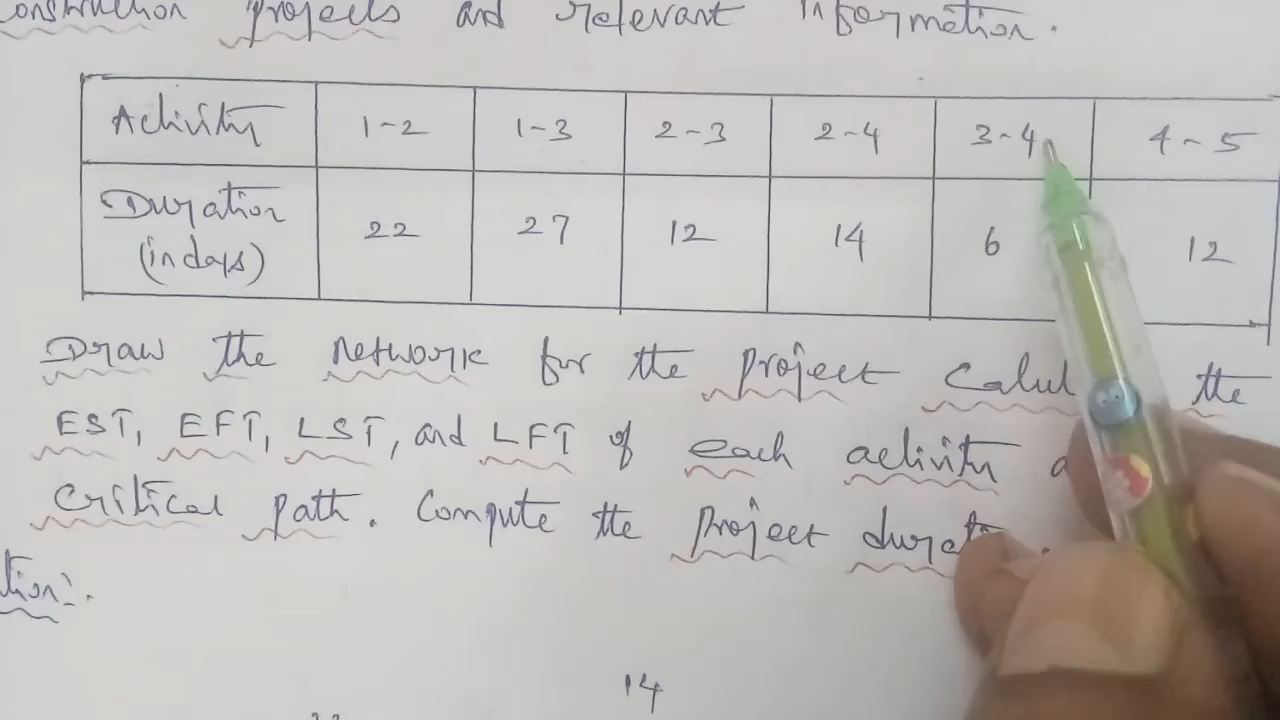 onstruction projects and relevant information.
Activity 1-2 1-3 2-3 2-4 3-4 4-5
Duration (in days) 22 27 12 14 6 12
Draw the network for the project Calul the
EST, EFT, LST, and LFT of each activity a
critical path. Compute the project durat
tion:-
14